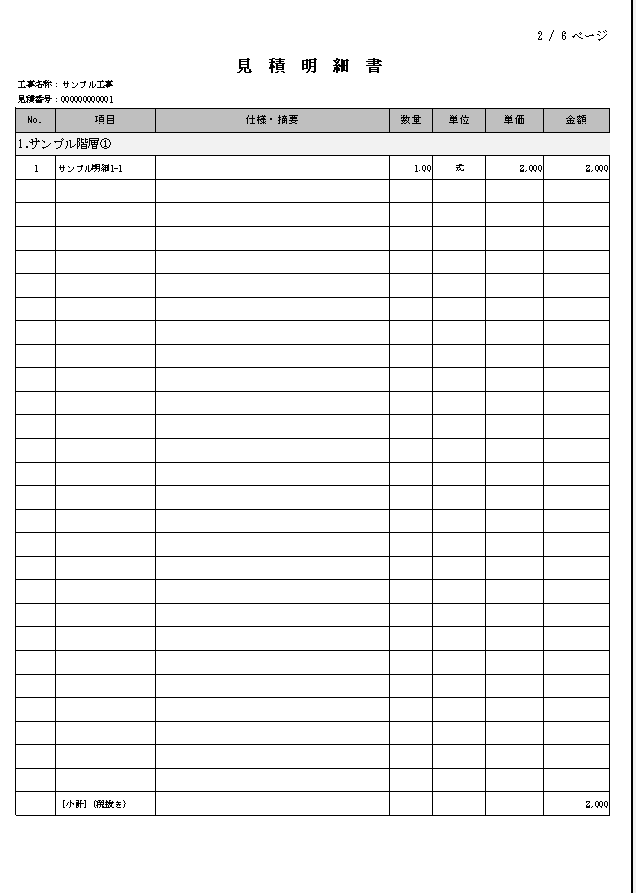 2 / 6 ページ
見 積 明 細 書
工事名称：サンプル工事
見積番号：000000000001
No. 項目 仕様・摘要 数量 単位 単価 金額
1.サンプル階層①
1 サンプル明細1-1 1.00 式 2,000 2,000
[小計]（税抜き） 2,000